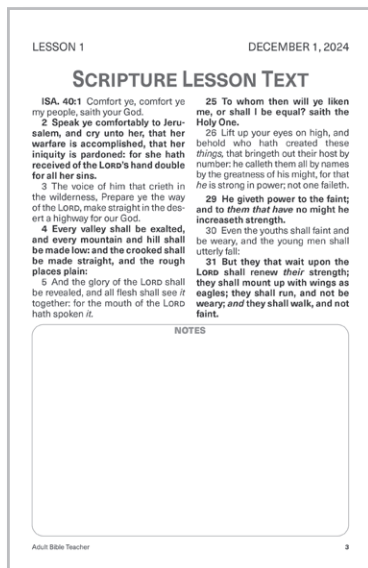 LESSON 1
DECEMBER 1, 2024
SCRIPTURE LESSON TEXT
ISA. 40:1 Comfort ye, comfort ye
my people, saith your God.
2 Speak ye comfortably to Jeru-
salem, and cry unto her, that her
warfare is accomplished, that her
iniquity is pardoned: for she hath
received of the LORD's hand double
for all her sins.
3 The voice of him that crieth in
the wilderness, Prepare ye the way
of the LORD, make straight in the des-
ert a highway for our God.
4 Every valley shall be exalted,
and every mountain and hill shall
be made low: and the crooked shall
be made straight, and the rough
places plain:
5 And the glory of the LORD shall
be revealed, and all flesh shall see it
together: for the mouth of the LORD
hath spoken it.
25 To whom then will ye liken
me, or shall I be equal? saith the
Holy One.
26 Lift up your eyes on high, and
behold who hath created these
things, that bringeth out their host by
number: he calleth them all by names
by the greatness of his might, for that
he is strong in power; not one faileth.
29 He giveth power to the faint;
and to them that have no might he
increaseth strength.
30 Even the youths shall faint and
be weary, and the young men shall
utterly fall:
31 But they that wait upon the
LORD shall renew their strength;
they shall mount up with wings as
eagles; they shall run, and not be
weary; and they shall walk, and not
faint.
NOTES
Adult Bible Teacher
3